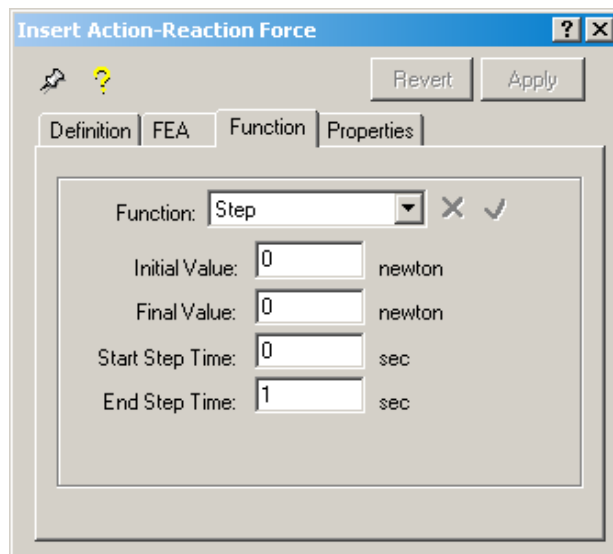 Insert Action-Reaction Force ? X
? Revert Apply
Definition FEA Function Properties
Function: Step
Initial Value: 0 newton
Final Value: 0 newton
Start Step Time: 0 sec
End Step Time: 1 sec